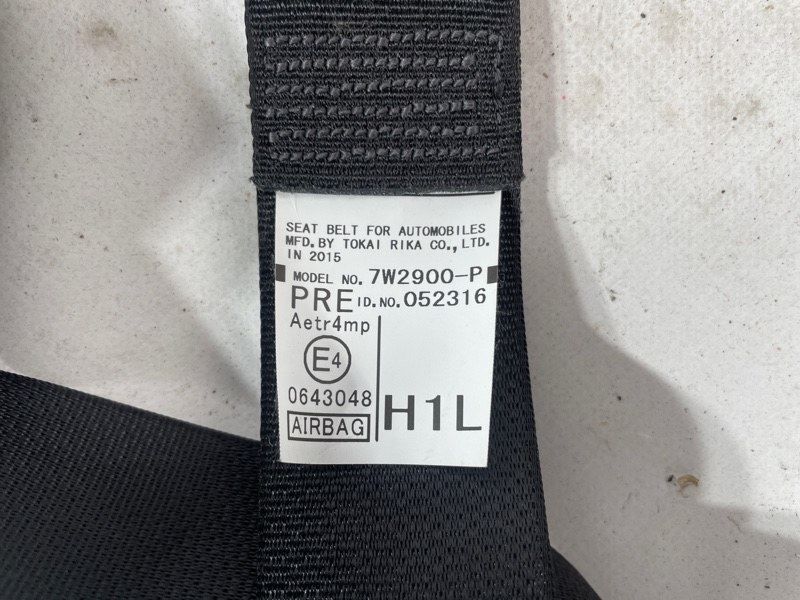 SEAT BELT FOR AUTOMOBILES
MFD.BY TOKAI RIKA CO.,LTD.
IN 2015
MODEL NO. 7W2900-P
PRE ID.NO.052316
Aetr4mp
E4
0643048
AIRBAG
H1L